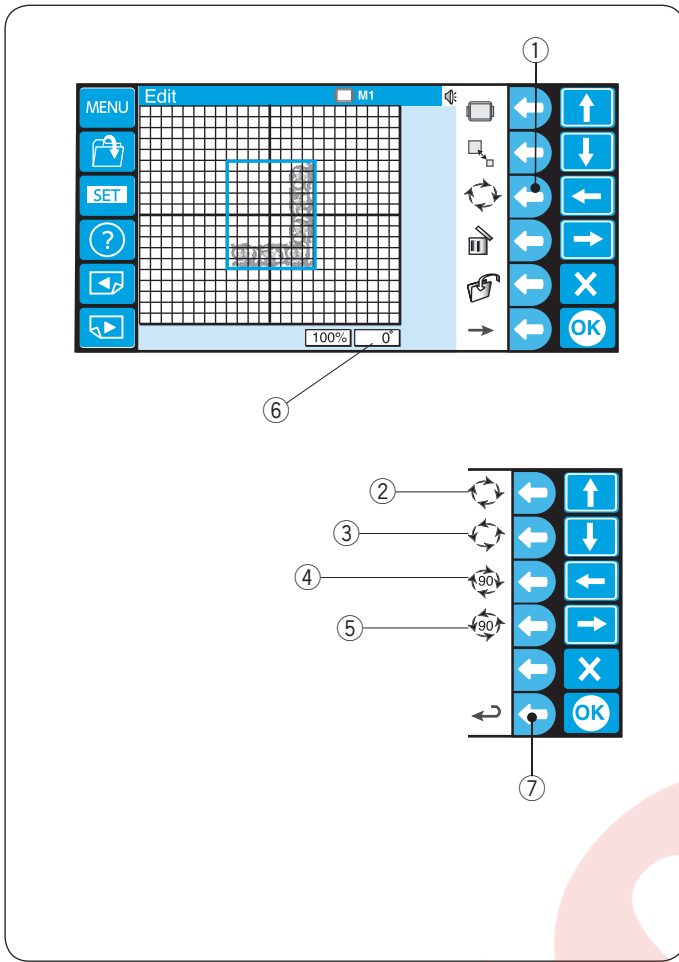 ①
MENU Edit M1
SET
?
100% 0°
X
OK
⑥
②
③
④ 90
⑤ 90
X
OK
⑦